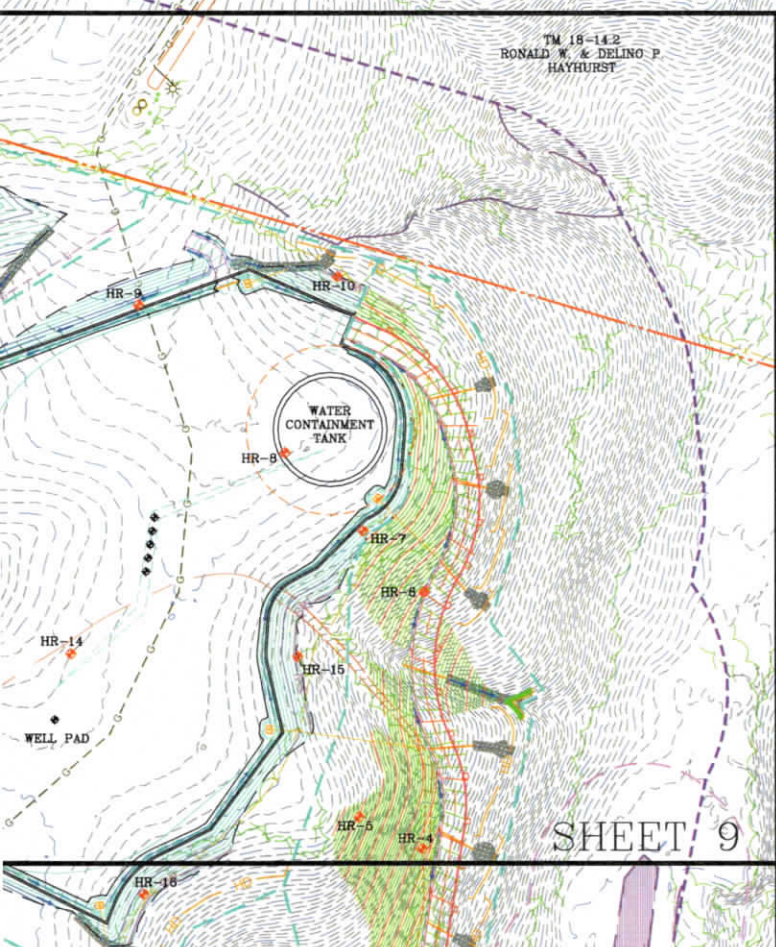 TM 18-14.2
RONALD W. & DELINO P.
HAYHURST
HR-9
HR-10
WATER
CONTAINMENT
TANK
HR-8
HR-7
HR-6
HR-14
HR-15
WELL PAD
HR-5
HR-4
SHEET 9
HR-16